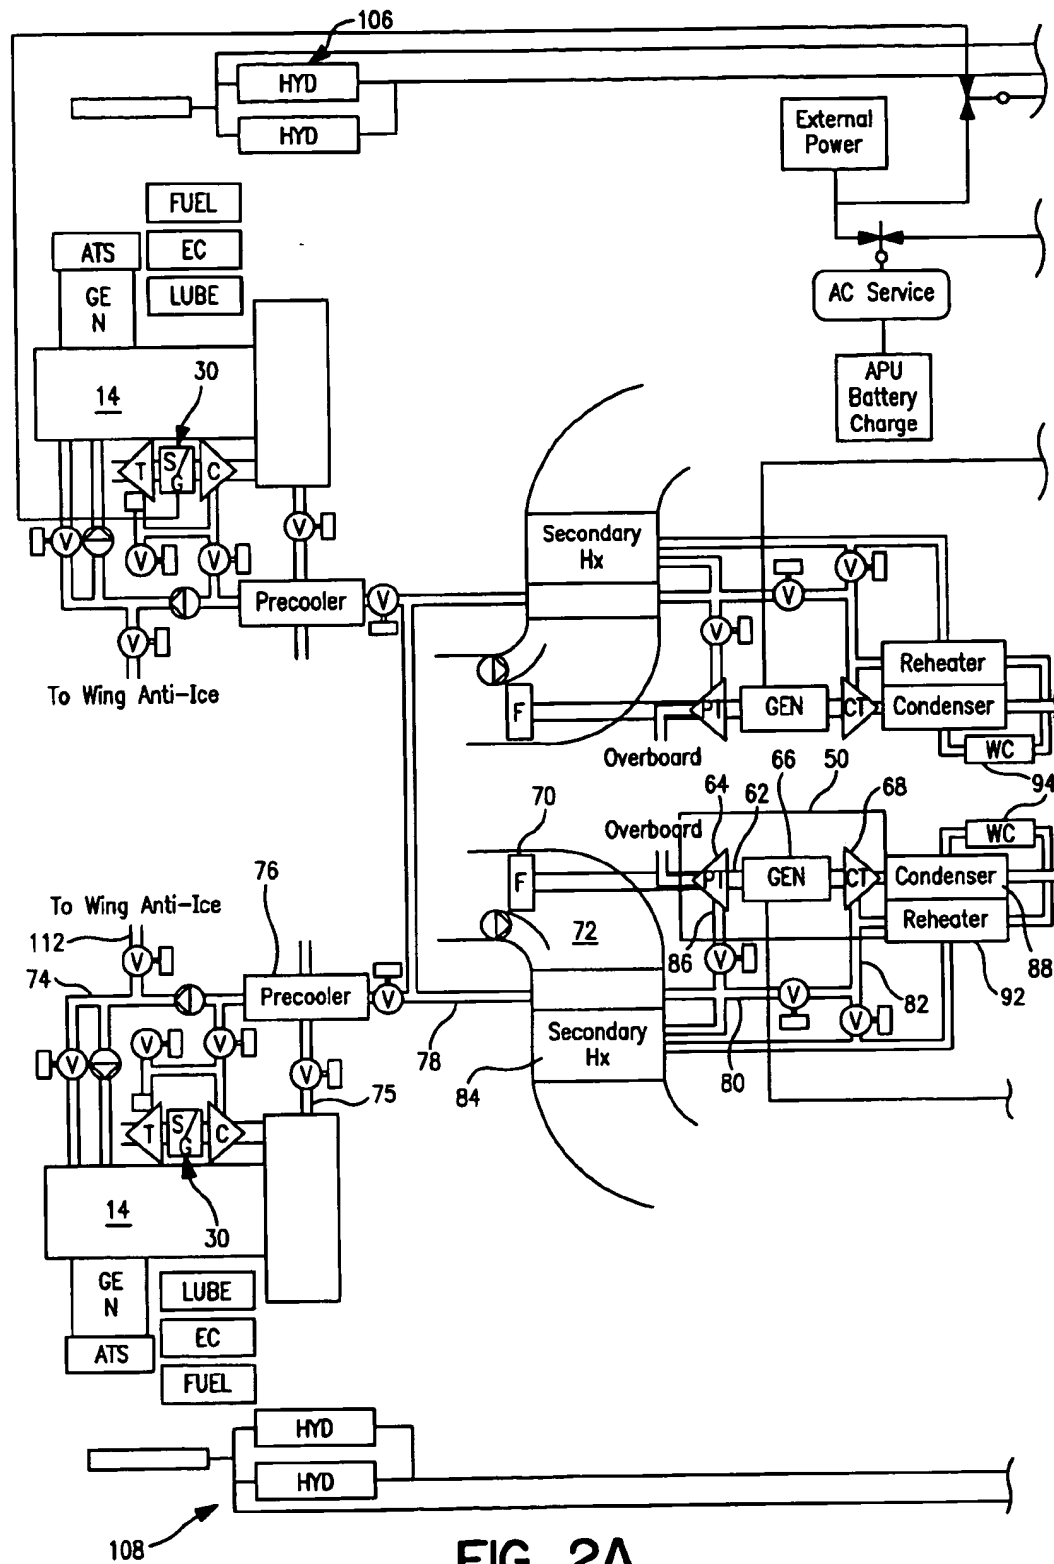 106
HYD
HYD
External
Power
FUEL
ATS
EC
GE
N
LUBE
AC Service
30
14
APU
Battery
Charge
T
S/G
C
Secondary
Hx
V
V
V
V
V
Precooler
V
V
V
V
V
To Wing Anti-Ice
Reheater
F
PT
GEN
CT
Condenser
Overboard
WC
66
50
94
70
64
62
68
Overboard
WC
76
F
PT
GEN
CT
Condenser
To Wing Anti-Ice
112
72
Reheater
86
88
V
V
74
Precooler
V
V
92
82
78
80
V
V
V
V
Secondary
Hx
V
84
75
T
S/G
C
14
30
GE
N
LUBE
ATS
EC
FUEL
HYD
HYD
108
FIG. 2A